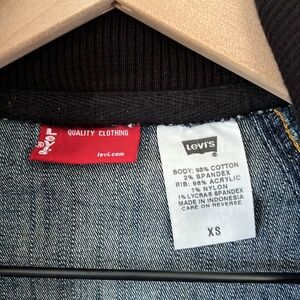 Levi's
QUALITY CLOTHING
levi.com
Levi's
BODY: 98% COTTON
2% SPANDEX
RIB: 98% ACRYLIC
1% NYLON
1% LYCRA® SPANDEX
MADE IN INDONESIA
CARE ON REVERSE
XS